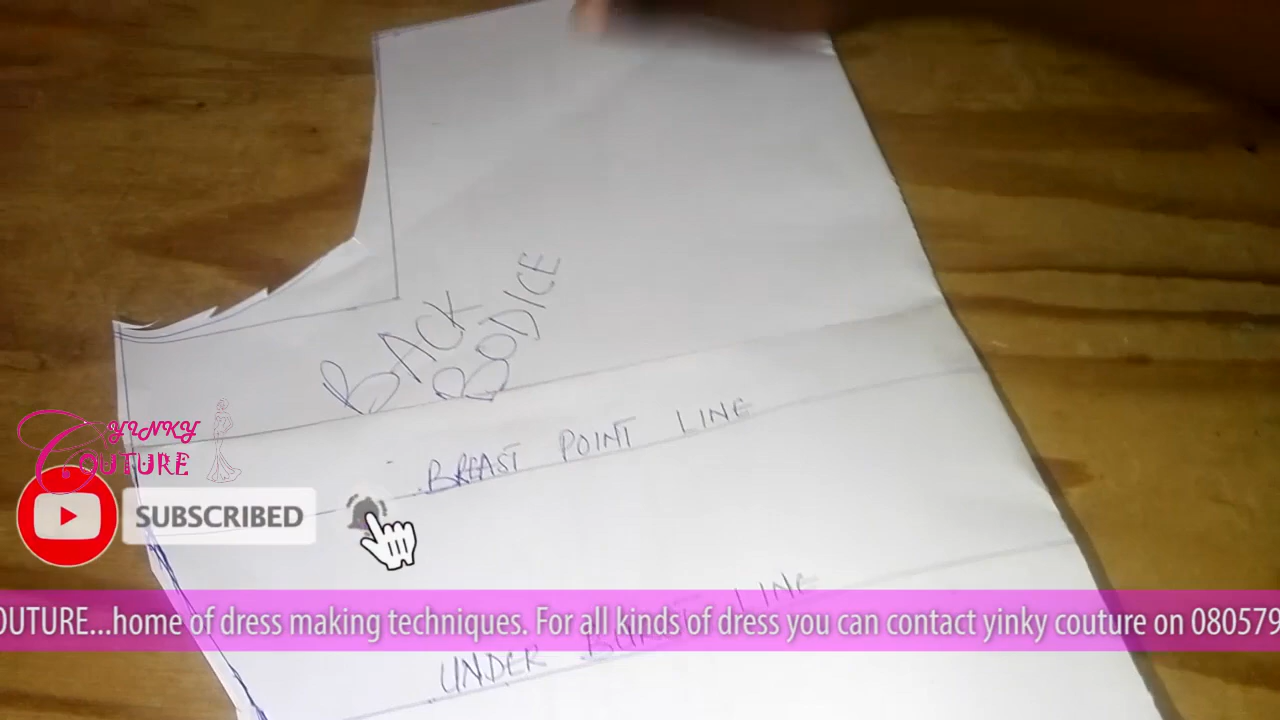 BACK
BODICE
BREAST POINT LINE
YINKY
COUTURE
SUBSCRIBED
OUTURE...home of dress making techniques. For all kinds of dress you can contact yinky couture on 080579
UNDER LINE